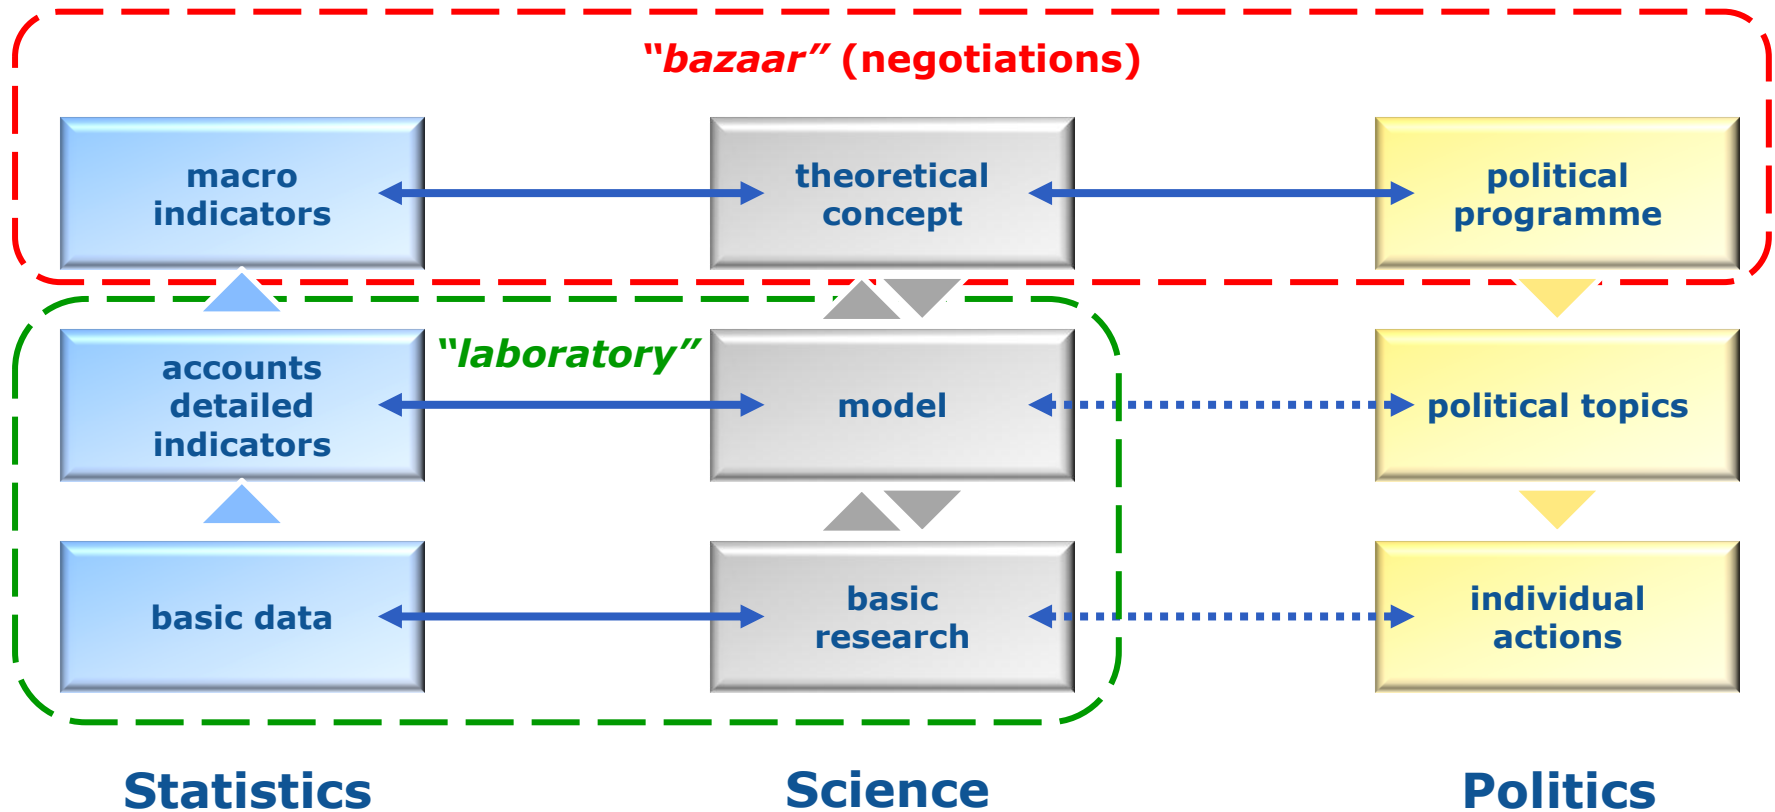 “bazaar” (negotiations)
macro
indicators
theoretical
concept
political
programme
“laboratory”
accounts
detailed
indicators
model
political topics
basic data
basic
research
individual
actions
Statistics
Science
Politics